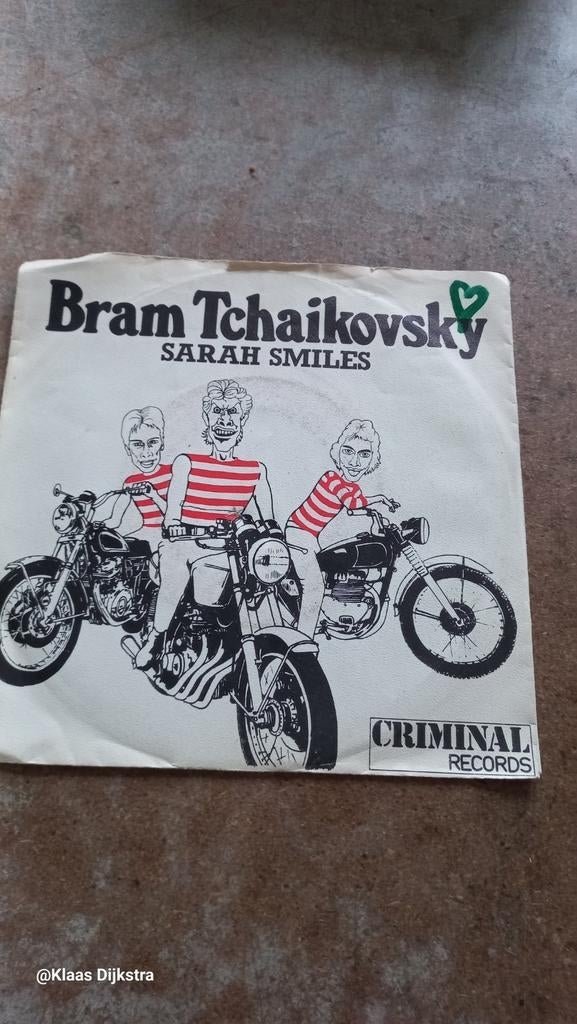 Bram Tchaikovsky
SARAH SMILES
CRIMINAL
RECORDS
@Klaas Dijkstra